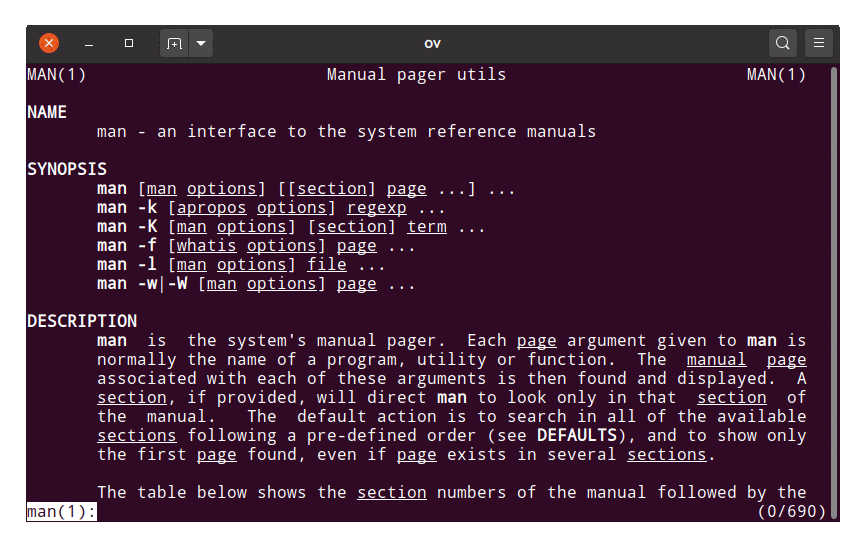 ov
MAN(1) Manual pager utils MAN(1)
NAME
man - an interface to the system reference manuals
SYNOPSIS
man [man options] [[section] page ...] ...
man -k [apropos options] regexp ...
man -K [man options] [section] term ...
man -f [whatis options] page ...
man -l [man options] file ...
man -w|-W [man options] page ...
DESCRIPTION
man is the system's manual pager. Each page argument given to man is
normally the name of a program, utility or function. The manual page
associated with each of these arguments is then found and displayed. A
section, if provided, will direct man to look only in that section of
the manual. The default action is to search in all of the available
sections following a pre-defined order (see DEFAULTS), and to show only
the first page found, even if page exists in several sections.
The table below shows the section numbers of the manual followed by the
man(1): (0/690)